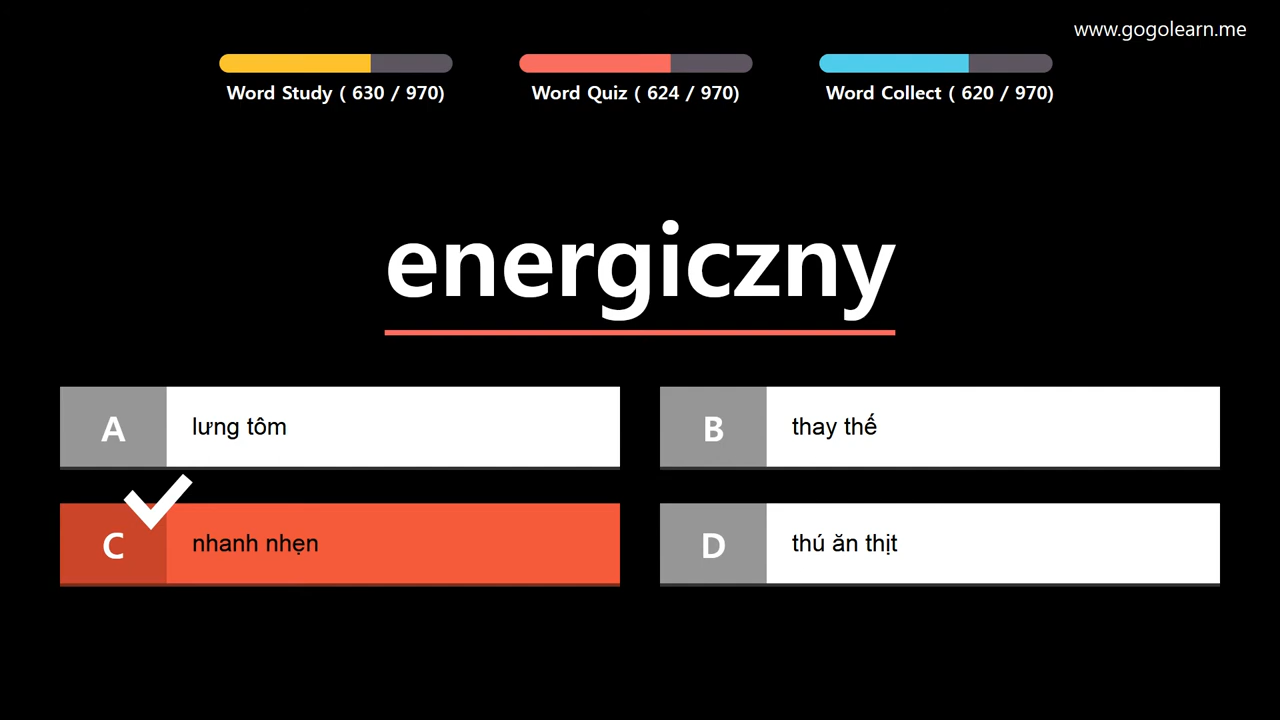 www.gogolearn.me
Word Study ( 630 / 970)
Word Quiz ( 624 / 970)
Word Collect ( 620 / 970)
energiczny
A
lưng tôm
B
thay thế
C
nhanh nhẹn
D
thú ăn thịt